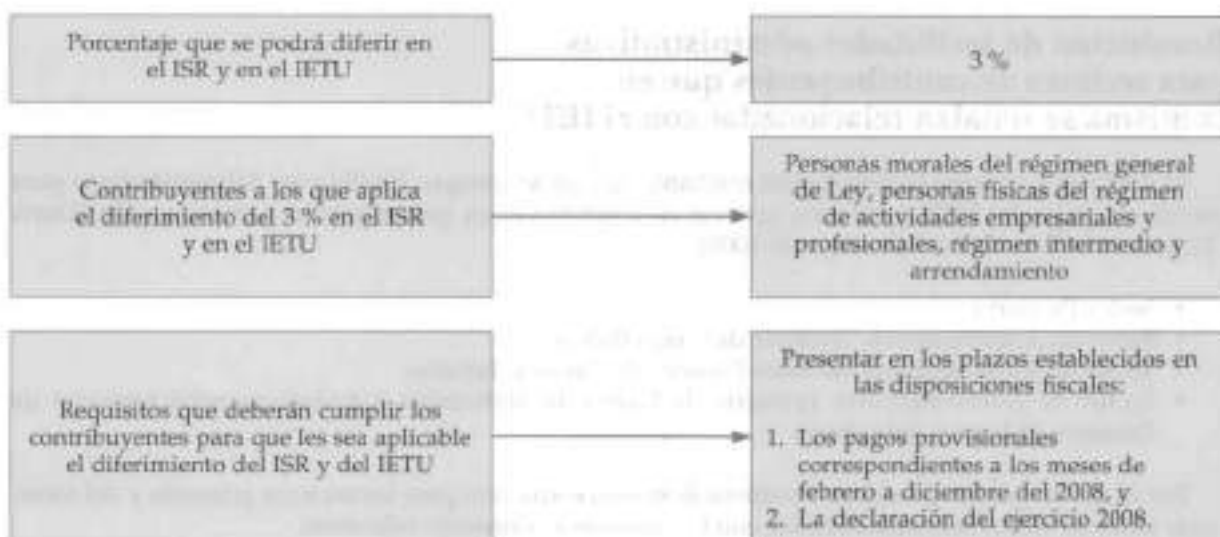 Porcentaje que se podrá diferir en
el ISR y en el IETU
3 %
Contribuyentes a los que aplica
el diferimiento del 3 % en el ISR
y en el IETU
Personas morales del régimen general
de Ley, personas físicas del régimen
de actividades empresariales y
profesionales, régimen intermedio y
arrendamiento
Requisitos que deberán cumplir los
contribuyentes para que les sea aplicable
el diferimiento del ISR y del IETU
Presentar en los plazos establecidos en
las disposiciones fiscales:
1. Los pagos provisionales
correspondientes a los meses de
febrero a diciembre del 2008, y
2. La declaración del ejercicio 2008.